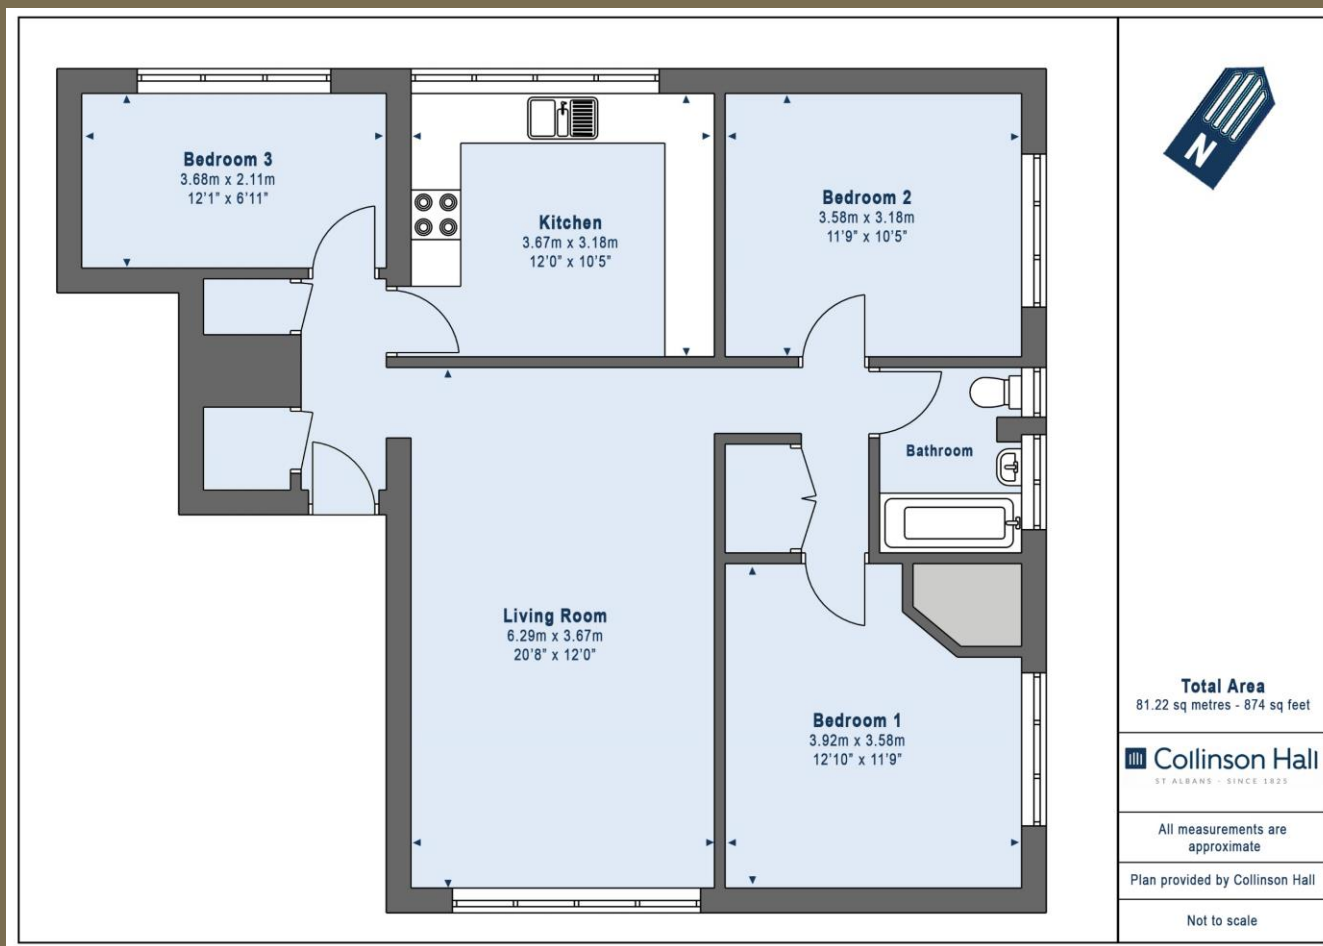 Bedroom 3
3.68m x 2.11m
12'1" x 6'11"
Kitchen
3.67m x 3.18m
12'0" x 10'5"
Bedroom 2
3.58m x 3.18m
11'9" x 10'5"
Bathroom
Living Room
6.29m x 3.67m
20'8" x 12'0"
Bedroom 1
3.92m x 3.58m
12'10" x 11'9"
N
Total Area
81.22 sq metres - 874 sq feet
Collinson Hall
ST ALBANS - SINCE 1825
All measurements are
approximate
Plan provided by Collinson Hall
Not to scale